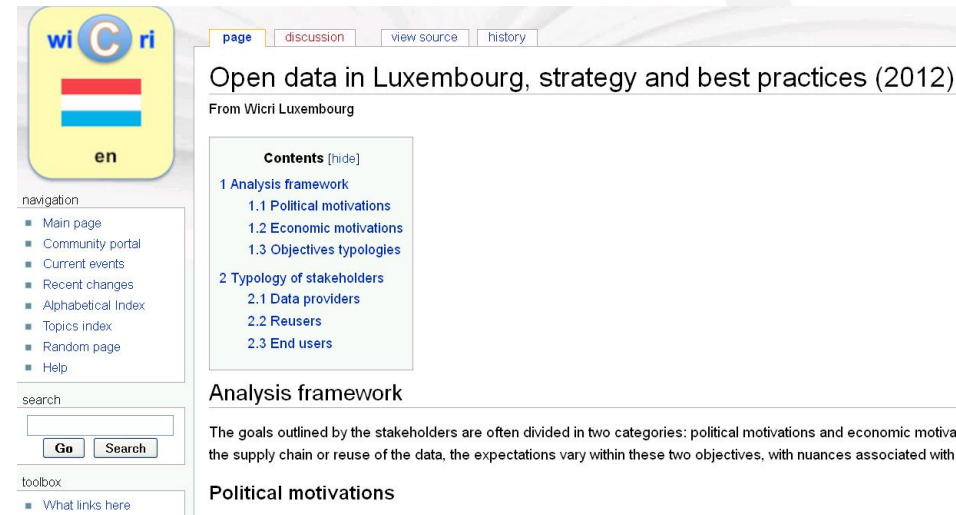 wi C ri
en
navigation
Main page
Community portal
Current events
Recent changes
Alphabetical Index
Topics index
Random page
Help
search
Go Search
toolbox
What links here
page discussion view source history
Open data in Luxembourg, strategy and best practices (2012)
From Wicri Luxembourg
Contents [hide]
1 Analysis framework
1.1 Political motivations
1.2 Economic motivations
1.3 Objectives typologies
2 Typology of stakeholders
2.1 Data providers
2.2 Reusers
2.3 End users
Analysis framework
The goals outlined by the stakeholders are often divided in two categories: political motivations and economic motiva
the supply chain or reuse of the data, the expectations vary within these two objectives, with nuances associated with
Political motivations